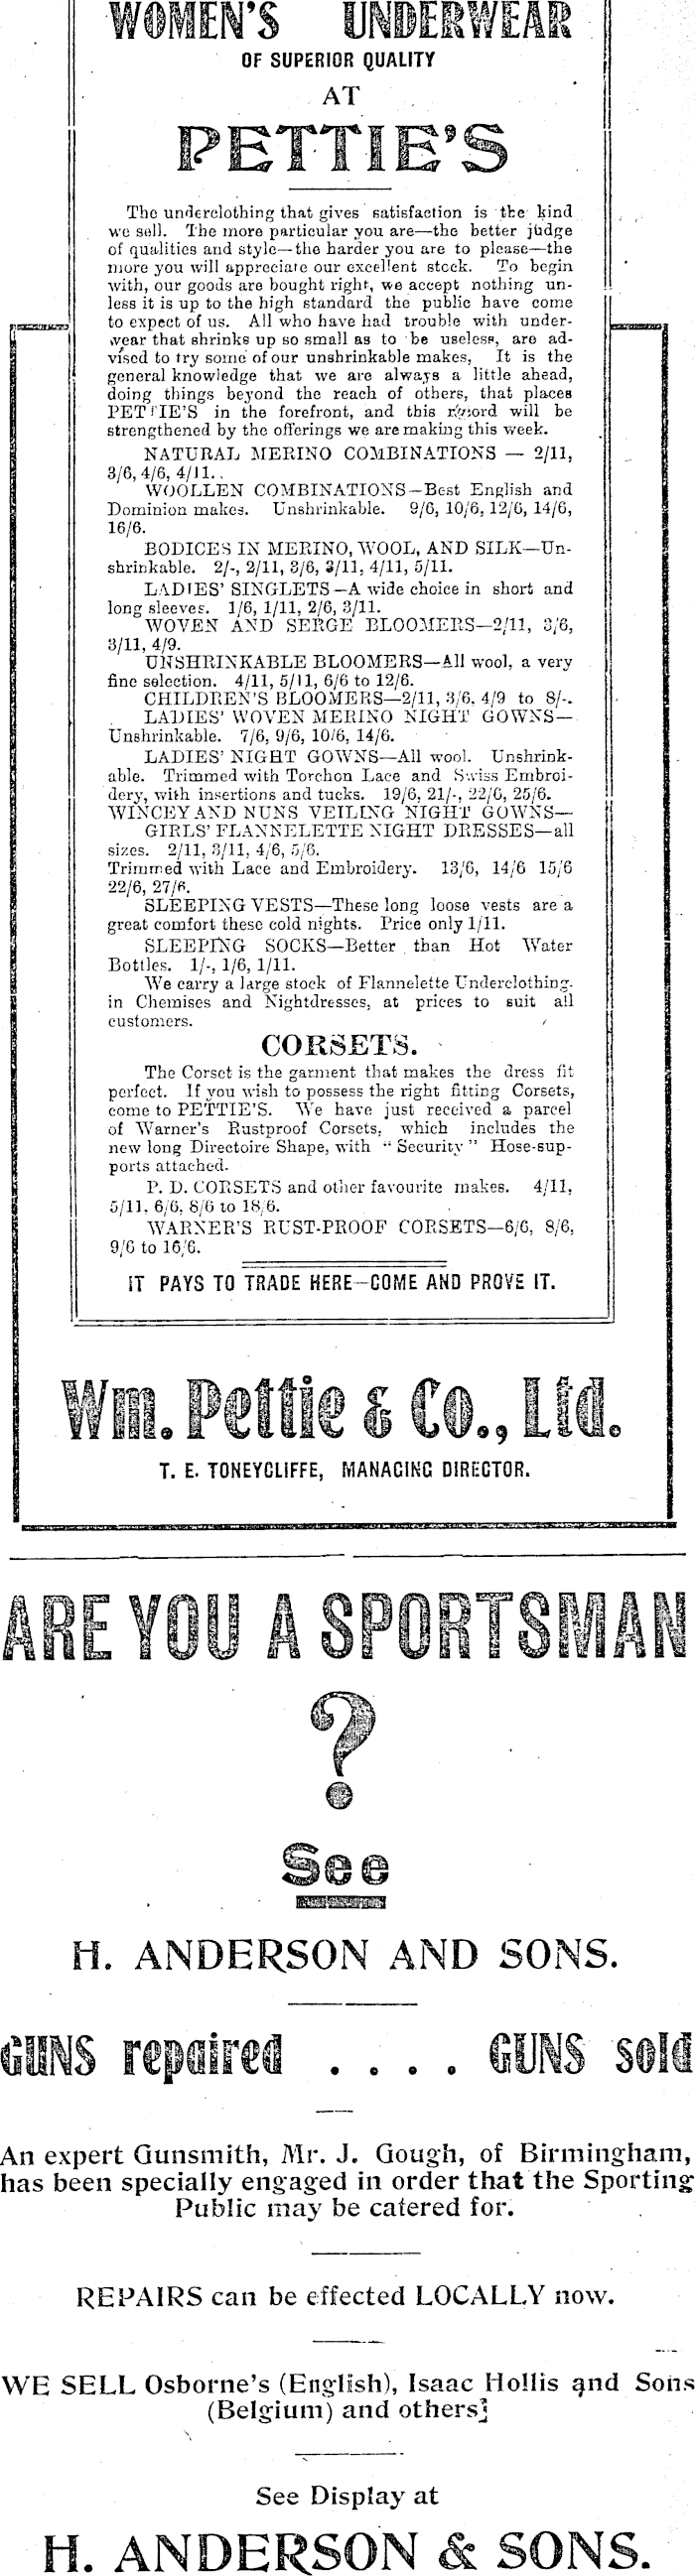 WOMEN'S UNDERWEAR
OF SUPERIOR QUALITY
AT
PETTIE'S
The underclothing that gives satisfaction is the kind
we sell. The more particular you are—the better judge
of qualities and style—the harder you are to please—the
more you will appreciate our excellent stock. To begin
with, our goods are bought right, we accept nothing un-
less it is up to the high standard the public have come
to expect of us. All who have had trouble with under-
wear that shrinks up so small as to be useless, are ad-
vised to try some of our unshrinkable makes, It is the
general knowledge that we are always a little ahead,
doing things beyond the reach of others, that places
PETTIE'S in the forefront, and this record will be
strengthened by the offerings we are making this week.
NATURAL MERINO COMBINATIONS — 2/11,
3/6, 4/6, 4/11.
WOOLLEN COMBINATIONS—Best English and
Dominion makes. Unshrinkable. 9/6, 10/6, 12/6, 14/6,
16/6.
BODICES IN MERINO, WOOL, AND SILK—Un-
shrinkable. 2/-, 2/11, 3/6, 3/11, 4/11, 5/11.
LADIES' SINGLETS—A wide choice in short and
long sleeves. 1/6, 1/11, 2/6, 3/11.
WOVEN AND SERGE BLOOMERS—2/11, 3/6,
3/11, 4/9.
UNSHRINKABLE BLOOMERS—All wool, a very
fine selection. 4/11, 5/11, 6/6 to 12/6.
CHILDREN'S BLOOMERS—2/11, 3/6, 4/9 to 8/-.
LADIES' WOVEN MERINO NIGHT GOWNS—
Unshrinkable. 7/6, 9/6, 10/6, 14/6.
LADIES' NIGHT GOWNS—All wool. Unshrink-
able. Trimmed with Torchon Lace and Swiss Embroi-
dery, with insertions and tucks. 19/6, 21/-, 22/6, 25/6.
WINCEY AND NUNS VEILING NIGHT GOWNS—
GIRLS' FLANNELETTE NIGHT DRESSES—all
sizes. 2/11, 3/11, 4/6, 5/6.
Trimmed with Lace and Embroidery. 13/6, 14/6 15/6
22/6, 27/6.
SLEEPING VESTS—These long loose vests are a
great comfort these cold nights. Price only 1/11.
SLEEPING SOCKS—Better than Hot Water
Bottles. 1/-, 1/6, 1/11.
We carry a large stock of Flannelette Underclothing.
in Chemises and Nightdresses, at prices to suit all
customers.
CORSETS.
The Corset is the garment that makes the dress fit
perfect. If you wish to possess the right fitting Corsets,
come to PETTIE'S. We have just received a parcel
of Warner's Rustproof Corsets, which includes the
new long Directoire Shape, with "Security" Hose-sup-
ports attached.
P. D. CORSETS and other favourite makes. 4/11,
5/11, 6/6, 8/6 to 18/6.
WARNER'S RUST-PROOF CORSETS—6/6, 8/6,
9/6 to 16/6.
IT PAYS TO TRADE HERE—COME AND PROVE IT.
Wm. Pettie & Co., Ltd.
T. E. TONEYCLIFFE, MANAGING DIRECTOR.
ARE YOU A SPORTSMAN
?
See
H. ANDERSON AND SONS.
GUNS repaired . . . . GUNS sold
An expert Gunsmith, Mr. J. Gough, of Birmingham,
has been specially engaged in order that the Sporting
Public may be catered for.
REPAIRS can be effected LOCALLY now.
WE SELL Osborne's (English), Isaac Hollis and Sons
(Belgium) and others]
See Display at
H. ANDERSON & SONS.